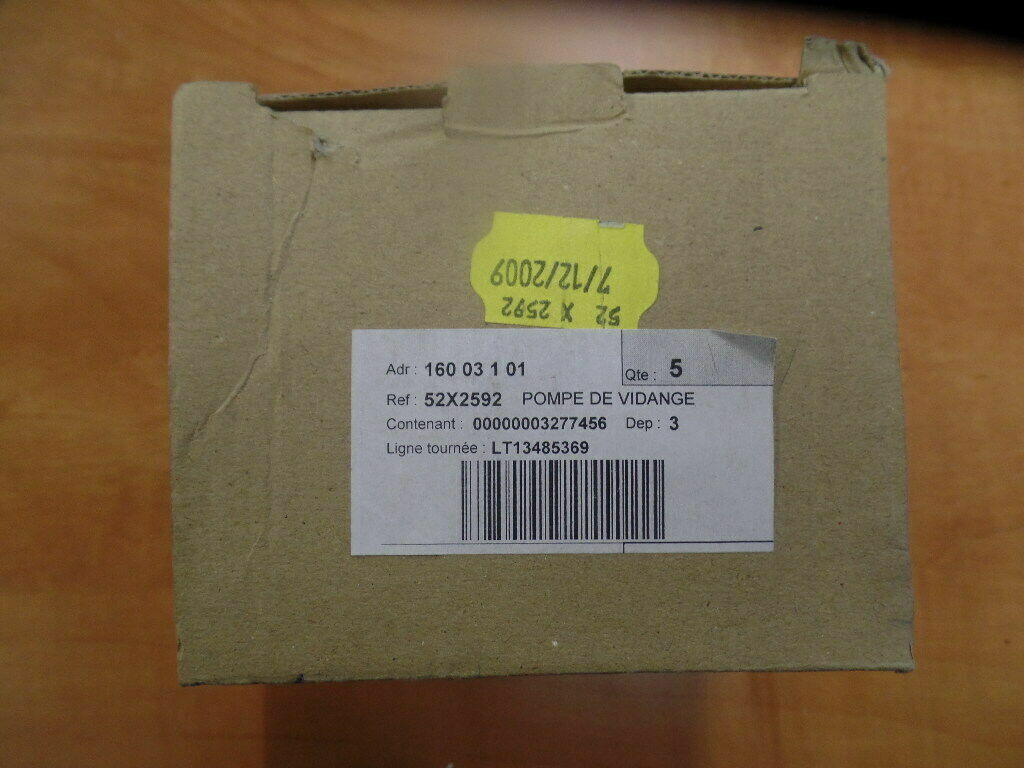 7/12/2009
52 X 2592
Adr : 160 03 1 01
Qte : 5
Ref : 52X2592 POMPE DE VIDANGE
Contenant : 00000003277456 Dep : 3
Ligne tournée : LT13485369